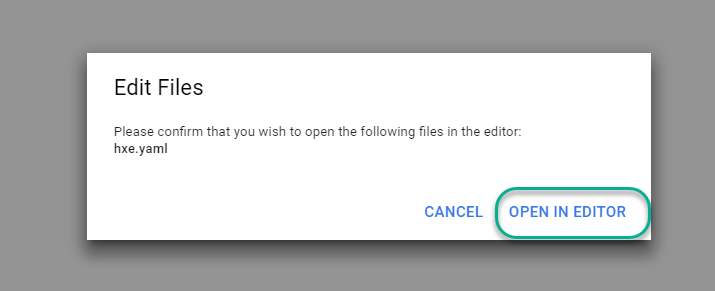 Edit Files
Please confirm that you wish to open the following files in the editor:
hxe.yaml
CANCEL OPEN IN EDITOR